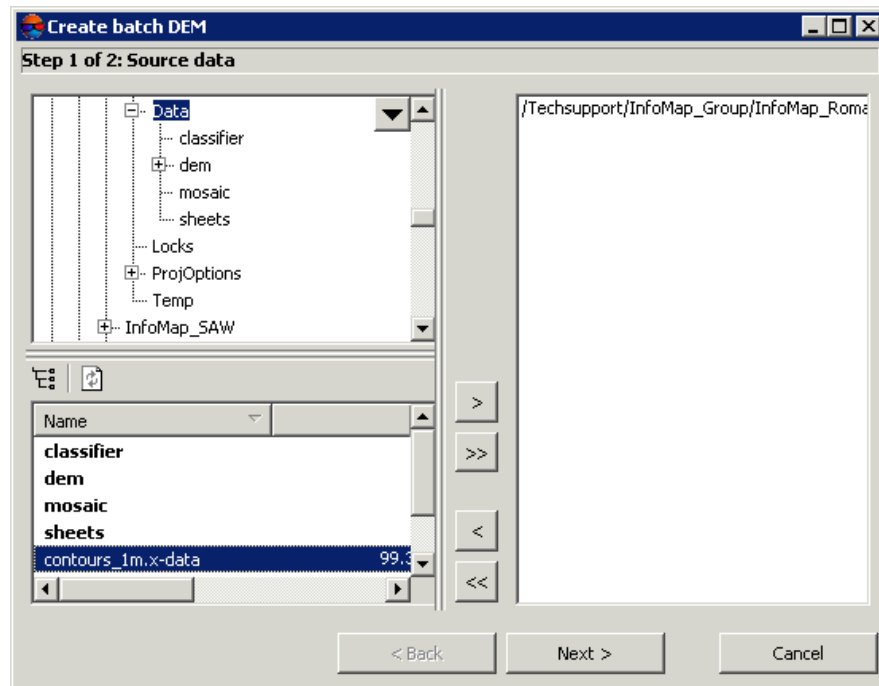 Create batch DEM
Step 1 of 2: Source data
Data
classifier
dem
mosaic
sheets
Locks
ProjOptions
Temp
InfoMap_SAW
/Techsupport/InfoMap_Group/InfoMap_Roma
Name
classifier
dem
mosaic
sheets
contours_1m.x-data 99.3
>
>>
<
<<
< Back Next > Cancel